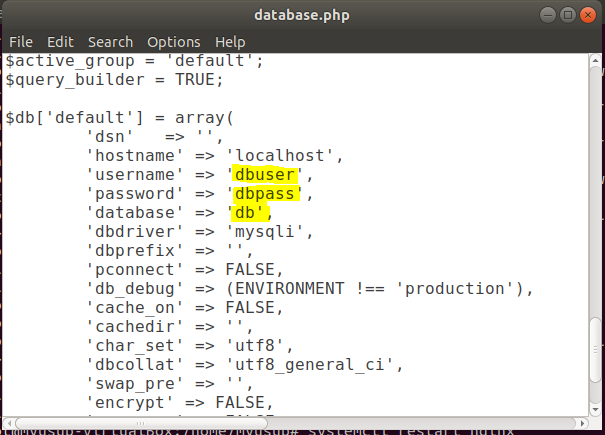 database.php
File Edit Search Options Help
$active_group = 'default';
$query_builder = TRUE;
$db['default'] = array(
'dsn' => '',
'hostname' => 'localhost',
'username' => 'dbuser',
'password' => 'dbpass',
'database' => 'db',
'dbdriver' => 'mysqli',
'dbprefix' => '',
'pconnect' => FALSE,
'db_debug' => (ENVIRONMENT !== 'production'),
'cache_on' => FALSE,
'cachedir' => '',
'char_set' => 'utf8',
'dbcollat' => 'utf8_general_ci',
'swap_pre' => '',
'encrypt' => FALSE,